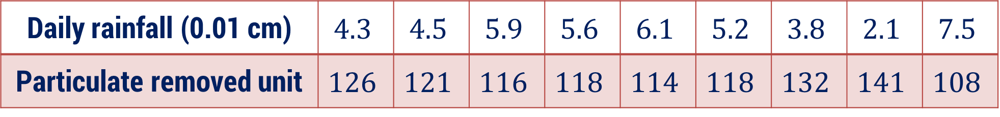 Daily rainfall (0.01 cm) 4.3 4.5 5.9 5.6 6.1 5.2 3.8 2.1 7.5
Particulate removed unit 126 121 116 118 114 118 132 141 108